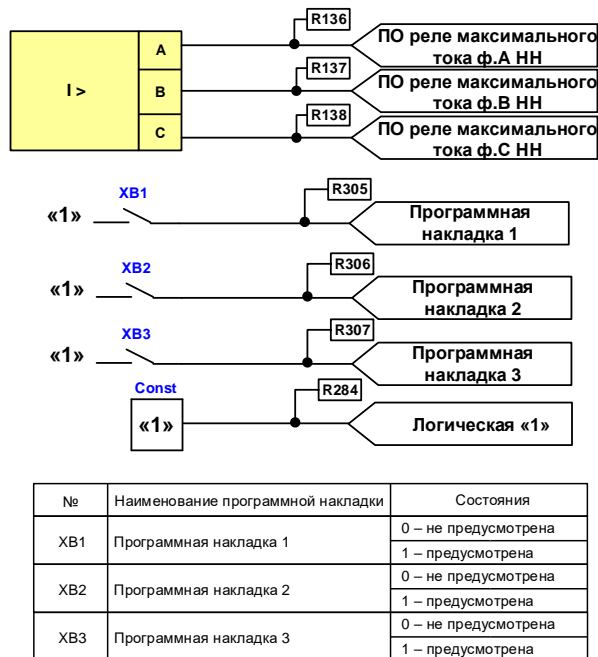 R136
I >
A
ПО реле максимального
тока ф.А НН
R137
B
ПО реле максимального
тока ф.В НН
R138
C
ПО реле максимального
тока ф.С НН
XB1
R305
«1»
Программная
накладка 1
XB2
R306
«1»
Программная
накладка 2
XB3
R307
«1»
Программная
накладка 3
Const
R284
«1»
Логическая «1»
№ Наименование программной накладки Состояния
XB1 Программная накладка 1 0 – не предусмотрена
1 – предусмотрена
XB2 Программная накладка 2 0 – не предусмотрена
1 – предусмотрена
XB3 Программная накладка 3 0 – не предусмотрена
1 – предусмотрена